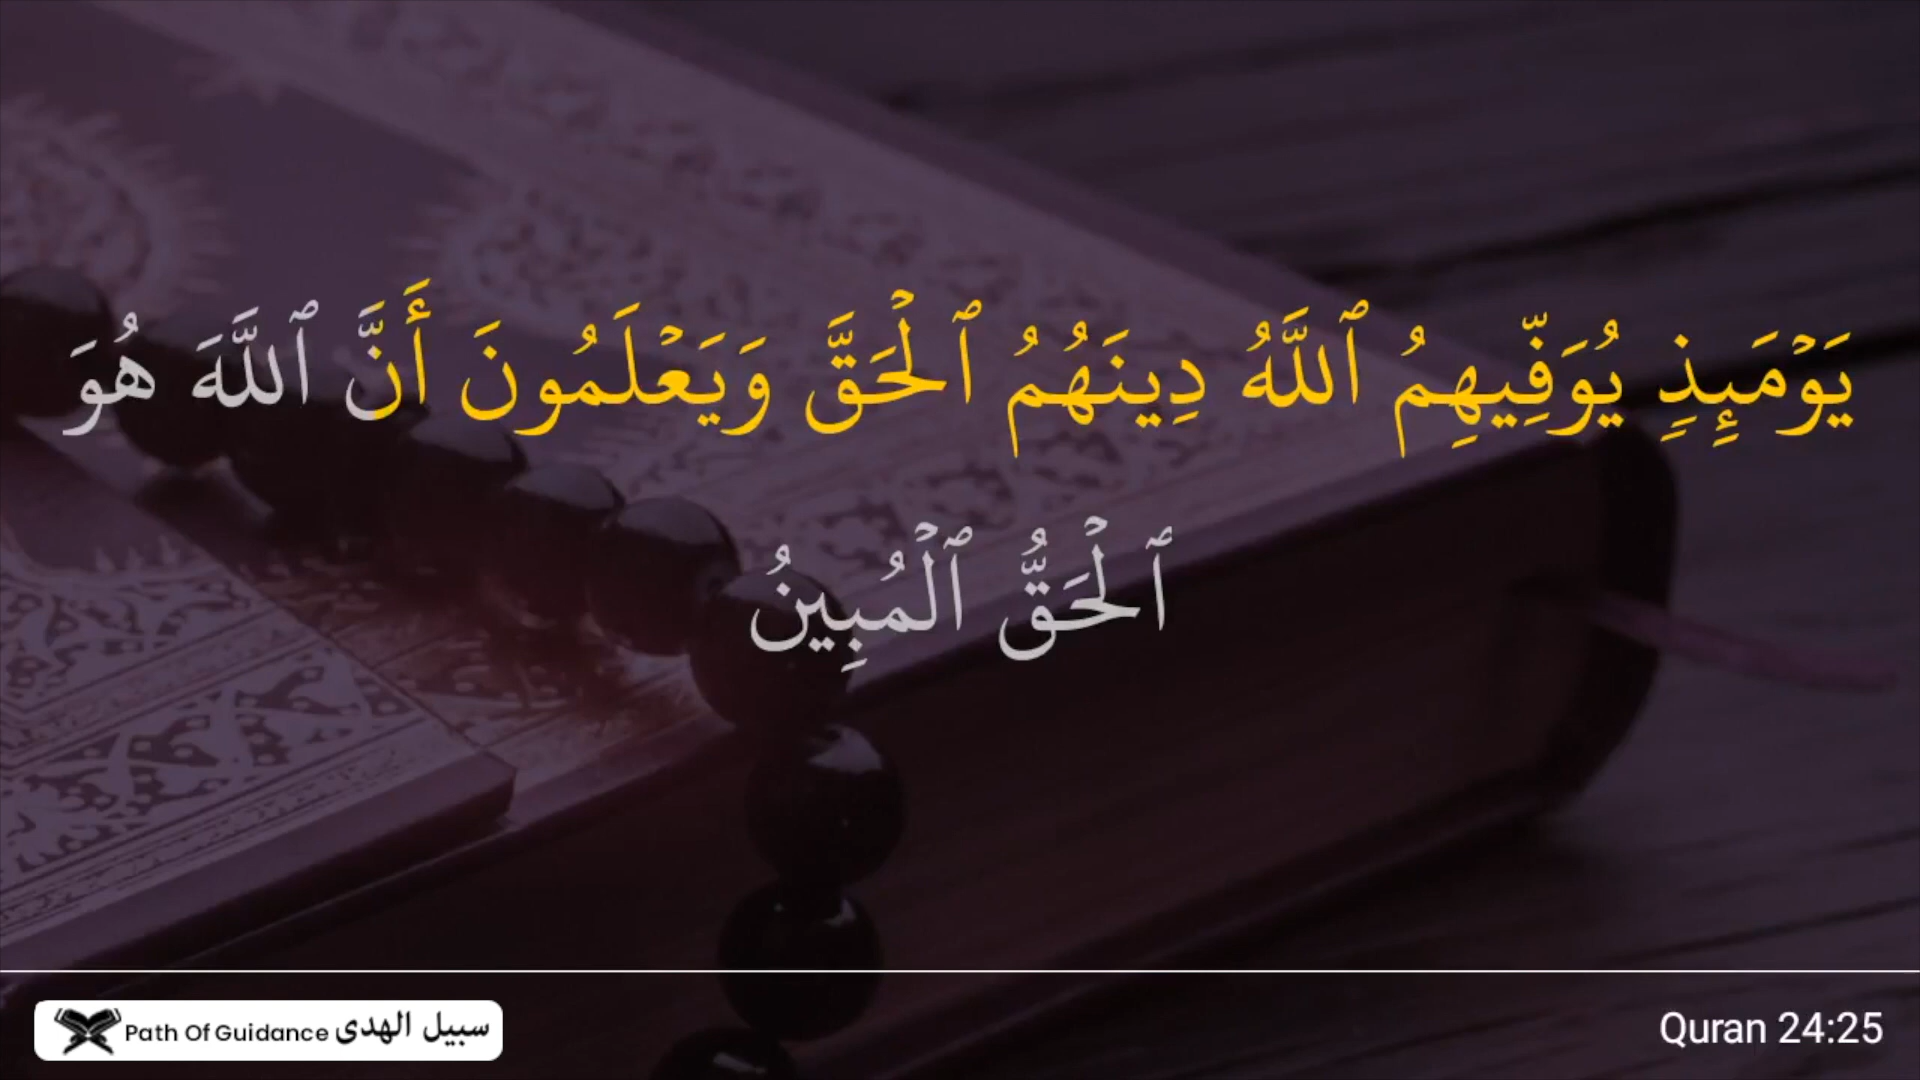 يَوْمَئِذٍ يُوَفِّيهِمُ ٱللَّهُ دِينَهُمُ ٱلْحَقَّ وَيَعْلَمُونَ أَنَّ ٱللَّهَ هُوَ
ٱلْحَقُّ ٱلْمُبِينُ
Path Of Guidance سبيل الهدى
Quran 24:25